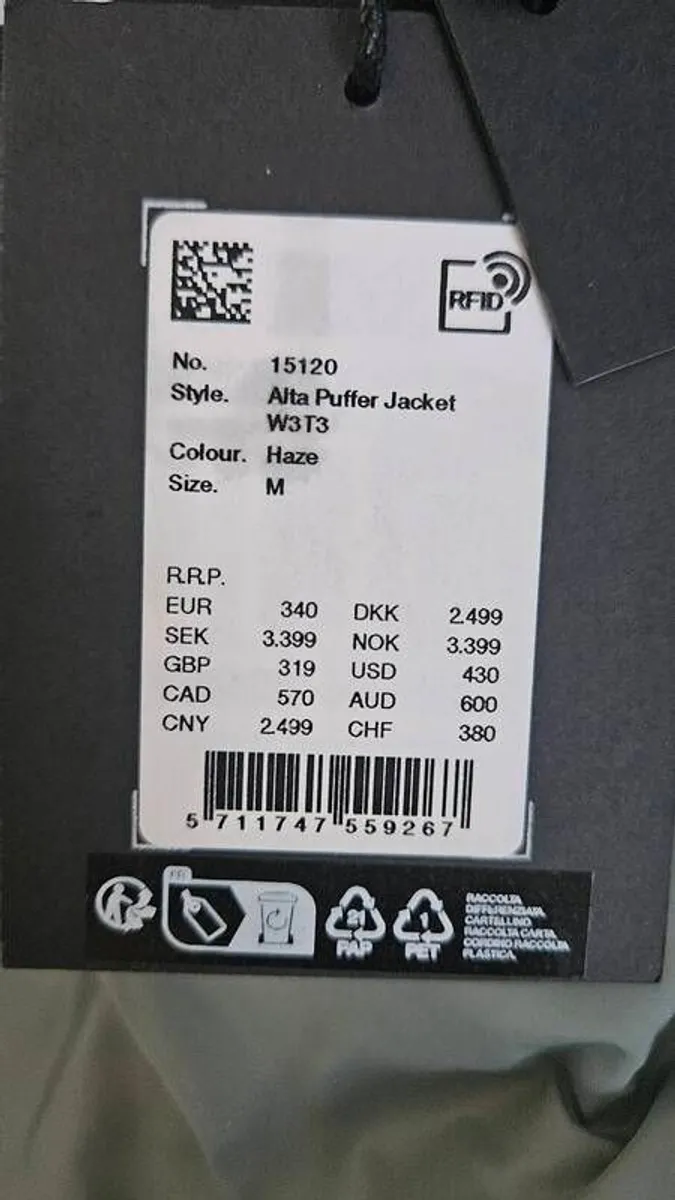 RFID
No. 15120
Style. Alta Puffer Jacket
W3T3
Colour. Haze
Size. M
R.R.P.
EUR 340 DKK 2.499
SEK 3.399 NOK 3.399
GBP 319 USD 430
CAD 570 AUD 600
CNY 2.499 CHF 380
5 711747 559267
FR
21
PAP
1
PET
RACCOLTA
DIFFERENZIATA
CARTELLINO
RACCOLTA CARTA
CORDINO RACCOLTA
PLASTICA